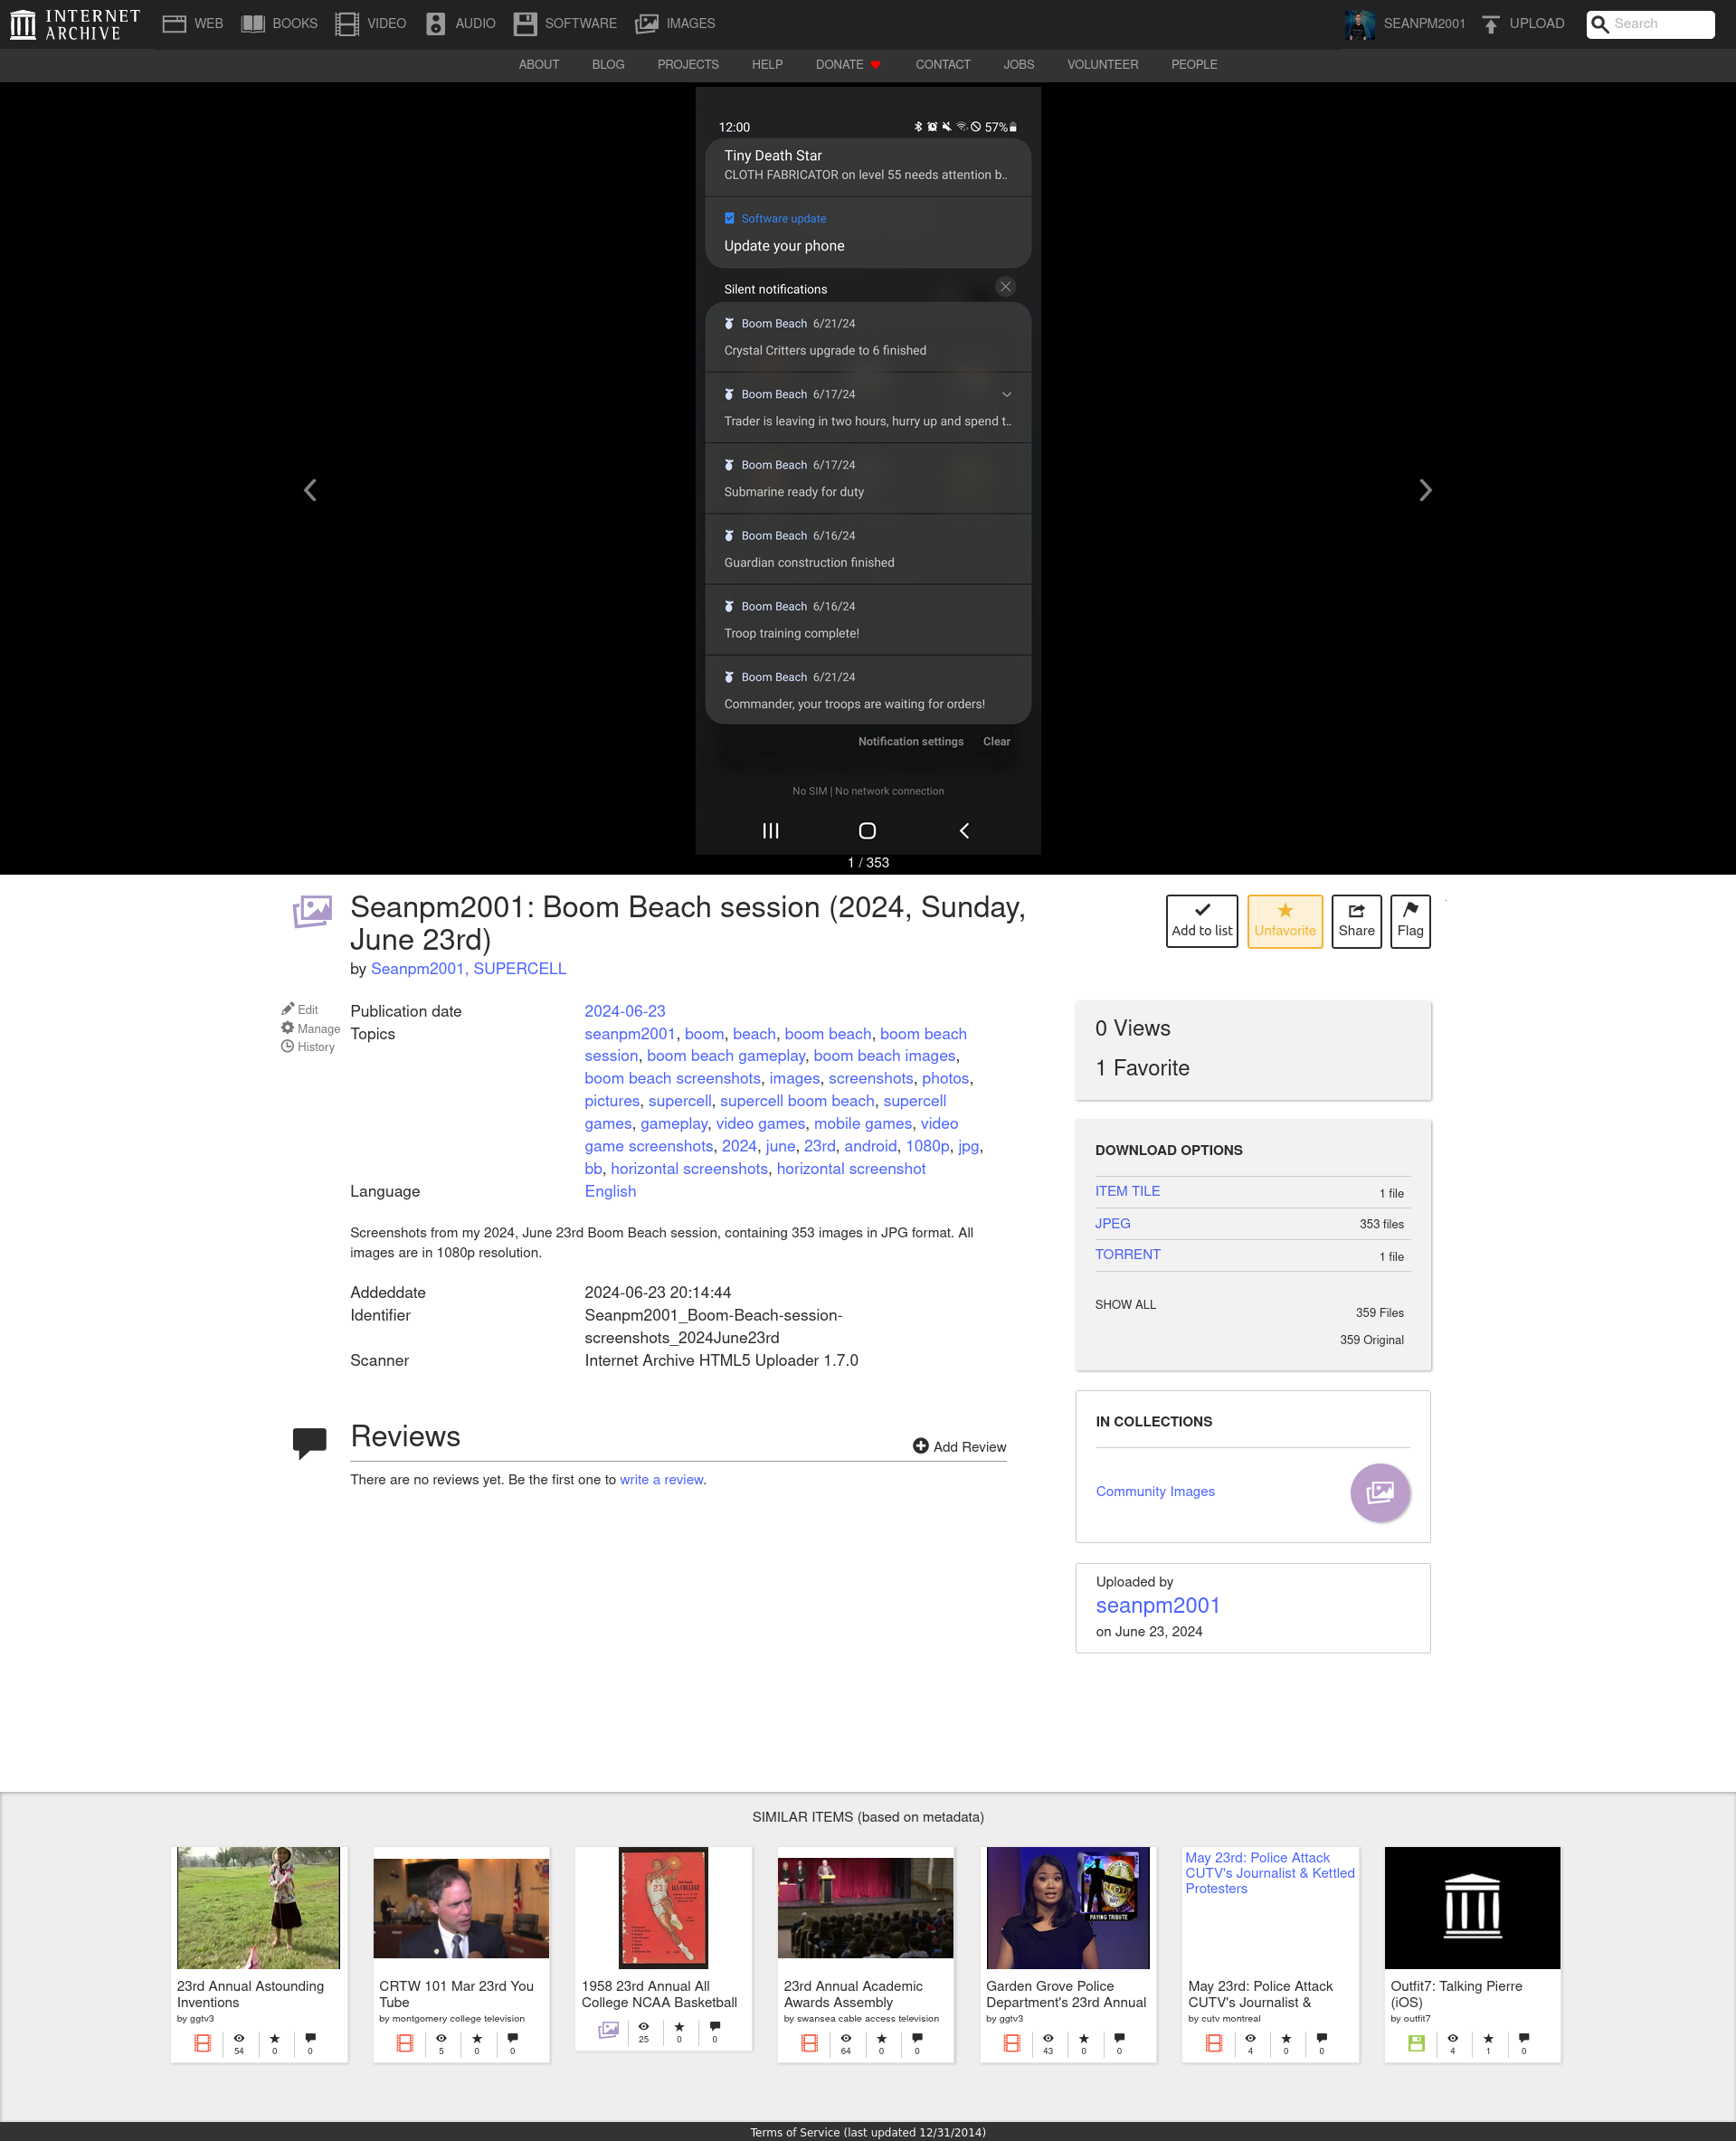 INTERNET ARCHIVE
WEB BOOKS VIDEO AUDIO SOFTWARE IMAGES SEANPM2001 UPLOAD Search
ABOUT BLOG PROJECTS HELP DONATE CONTACT JOBS VOLUNTEER PEOPLE
12:00 57%
Tiny Death Star
CLOTH FABRICATOR on level 55 needs attention b..
Software update
Update your phone
Silent notifications
Boom Beach 6/21/24
Crystal Critters upgrade to 6 finished
Boom Beach 6/17/24
Trader is leaving in two hours, hurry up and spend t..
Boom Beach 6/17/24
Submarine ready for duty
Boom Beach 6/16/24
Guardian construction finished
Boom Beach 6/16/24
Troop training complete!
Boom Beach 6/21/24
Commander, your troops are waiting for orders!
Notification settings Clear
No SIM | No network connection
1 / 353
Seanpm2001: Boom Beach session (2024, Sunday,
June 23rd)
by Seanpm2001, SUPERCELL
Add to list Unfavorite Share Flag
Edit
Manage
History
Publication date 2024-06-23
Topics seanpm2001, boom, beach, boom beach, boom beach
session, boom beach gameplay, boom beach images,
boom beach screenshots, images, screenshots, photos,
pictures, supercell, supercell boom beach, supercell
games, gameplay, video games, mobile games, video
game screenshots, 2024, june, 23rd, android, 1080p, jpg,
bb, horizontal screenshots, horizontal screenshot
Language English
Screenshots from my 2024, June 23rd Boom Beach session, containing 353 images in JPG format. All
images are in 1080p resolution.
Addeddate 2024-06-23 20:14:44
Identifier Seanpm2001_Boom-Beach-session-
screenshots_2024June23rd
Scanner Internet Archive HTML5 Uploader 1.7.0
Reviews
Add Review
There are no reviews yet. Be the first one to write a review.
0 Views
1 Favorite
DOWNLOAD OPTIONS
ITEM TILE 1 file
JPEG 353 files
TORRENT 1 file
SHOW ALL 359 Files
359 Original
IN COLLECTIONS
Community Images
Uploaded by
seanpm2001
on June 23, 2024
SIMILAR ITEMS (based on metadata)
23rd Annual Astounding
Inventions
by ggtv3
54 0 0
CRTW 101 Mar 23rd You
Tube
by montgomery college television
5 0 0
1958 23rd Annual All
College NCAA Basketball
25 0 0
23rd Annual Academic
Awards Assembly
by swansea cable access television
64 0 0
PAYING TRIBUTE
Garden Grove Police
Department's 23rd Annual
by ggtv3
43 0 0
May 23rd: Police Attack
CUTV's Journalist & Kettled
Protesters
May 23rd: Police Attack
CUTV's Journalist &
by cutv montreal
4 0 0
Outfit7: Talking Pierre
(iOS)
by outfit7
4 1 0
Terms of Service (last updated 12/31/2014)